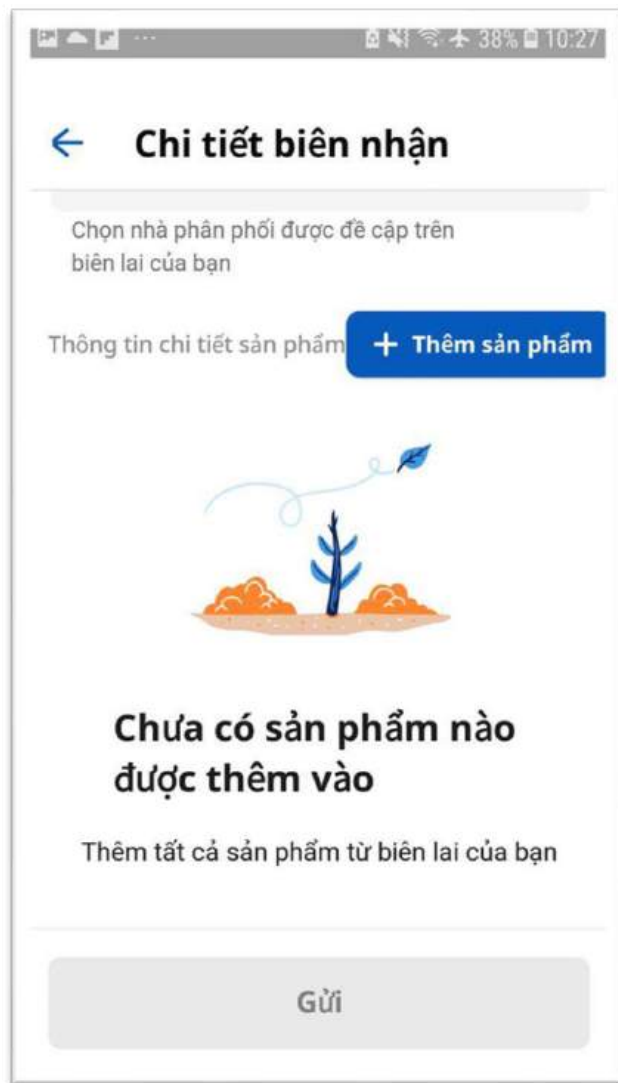 38% 10:27
Chi tiết biên nhận
Chọn nhà phân phối được đề cập trên
biên lai của bạn
Thông tin chi tiết sản phẩm + Thêm sản phẩm
Chưa có sản phẩm nào
được thêm vào
Thêm tất cả sản phẩm từ biên lai của bạn
Gửi